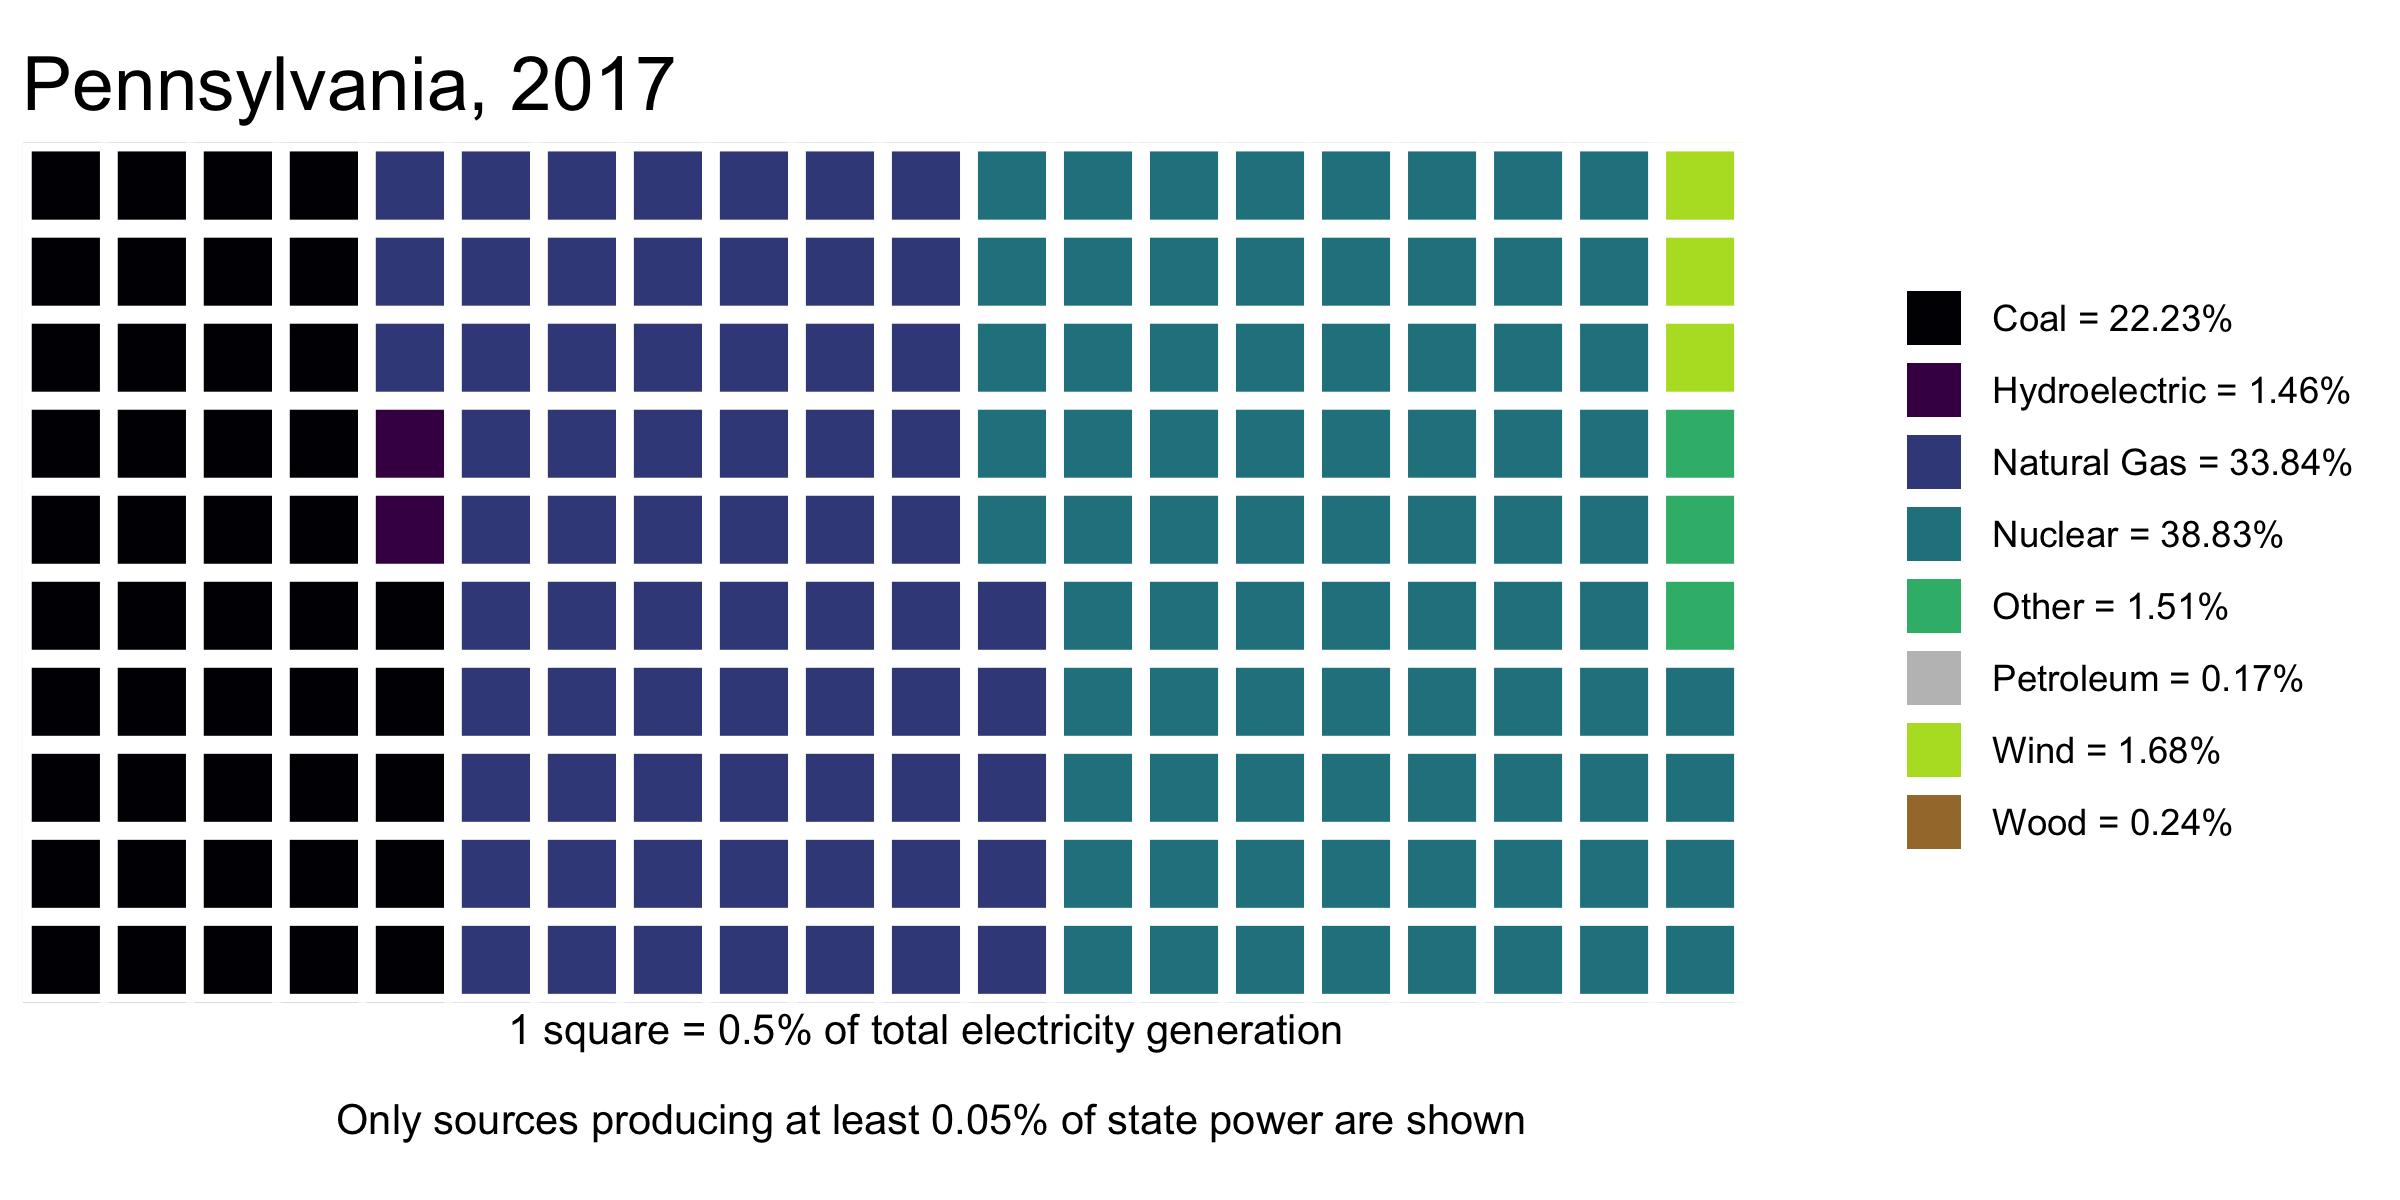 Pennsylvania, 2017
Coal = 22.23%
Hydroelectric = 1.46%
Natural Gas = 33.84%
Nuclear = 38.83%
Other = 1.51%
Petroleum = 0.17%
Wind = 1.68%
Wood = 0.24%
1 square = 0.5% of total electricity generation
Only sources producing at least 0.05% of state power are shown